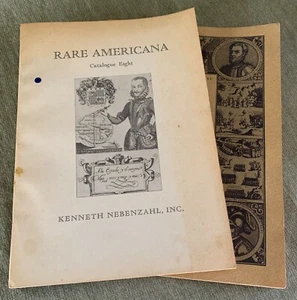 RARE AMERICANA
Catalogue Eight
KENNETH NEBENZAHL, INC.